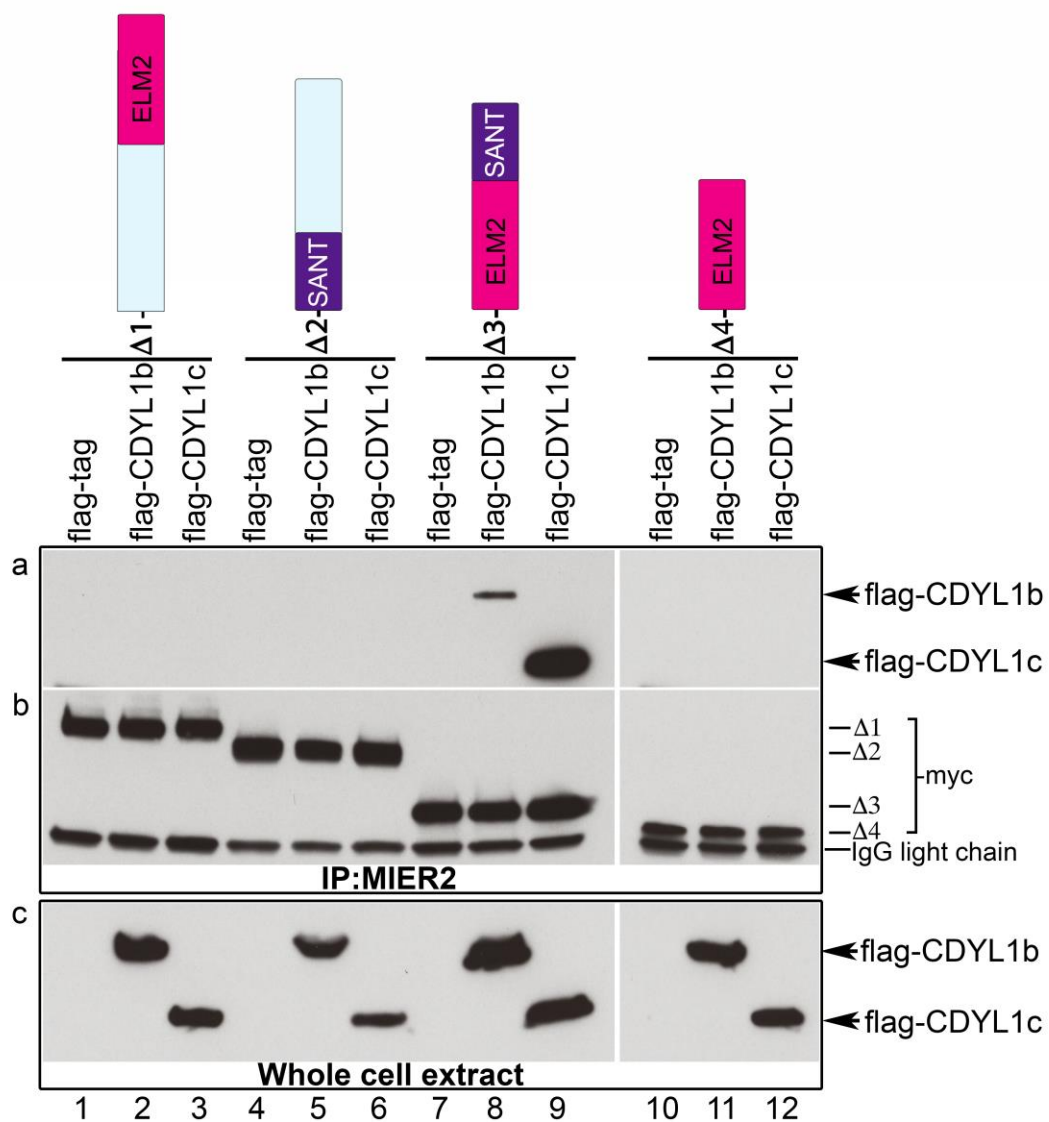 ELM2
SANT
SANT
ELM2
ELM2
Δ1-
Δ2-
Δ3-
Δ4-
flag-tag
flag-CDYL1b
flag-CDYL1c
flag-tag
flag-CDYL1b
flag-CDYL1c
flag-tag
flag-CDYL1b
flag-CDYL1c
flag-tag
flag-CDYL1b
flag-CDYL1c
a
flag-CDYL1b
flag-CDYL1c
b
Δ1
Δ2
Δ3
Δ4
myc
IgG light chain
IP:MIER2
c
flag-CDYL1b
flag-CDYL1c
Whole cell extract
1 2 3 4 5 6 7 8 9 10 11 12